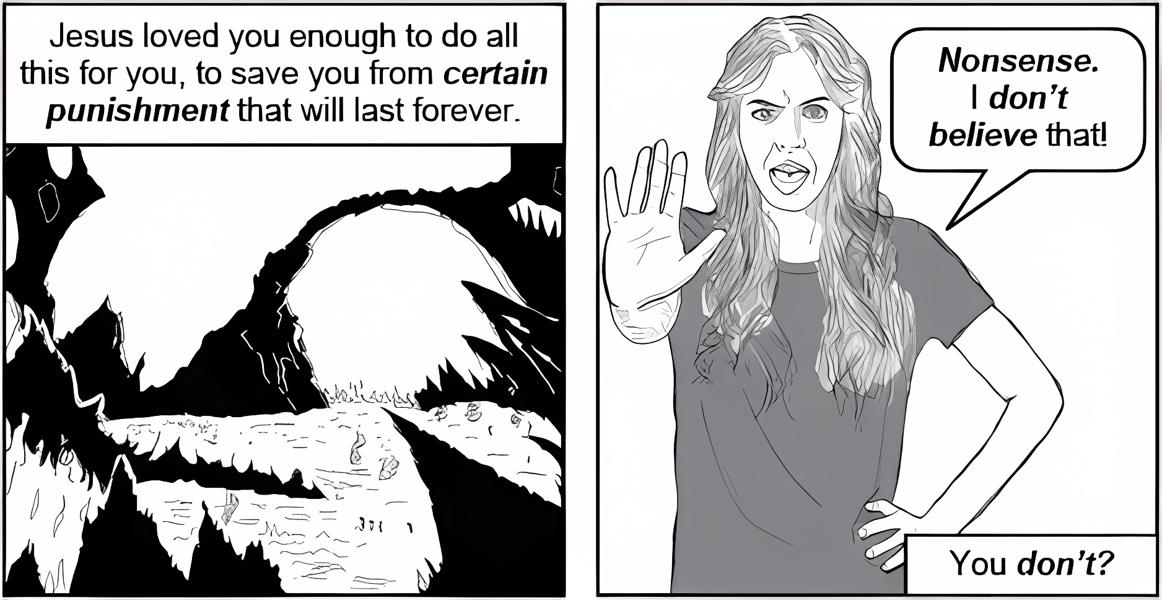 Jesus loved you enough to do all
this for you, to save you from certain
punishment that will last forever.
Nonsense.
I don't
believe that!
You don't?